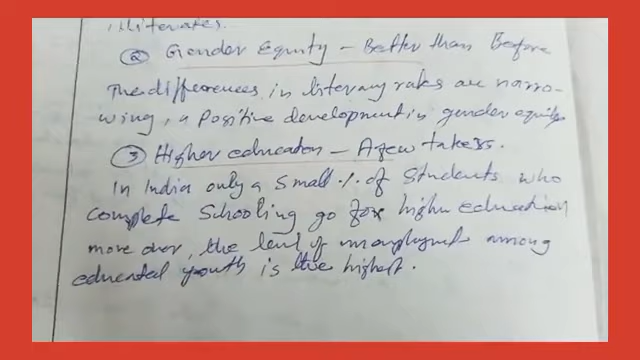 illiterates.
② Gender Equity - Better than Before
The differences in literary rates are narro-
wing, a positive development in gender equity
③ Higher education - A few takers.
In India only a small % of students who
complete schooling go for higher education
more over, the level of unemployment among
educated youth is the highest.